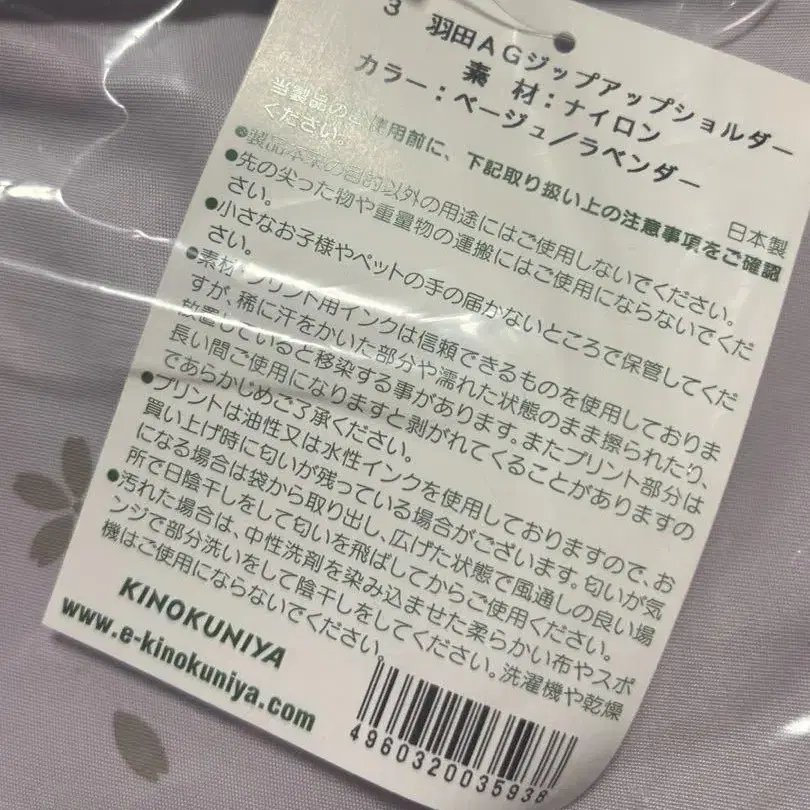 3 羽田AGジップアップショルダー
素 材：ナイロン
カラー：ベージュ／ラベンダー
日本製
当製品のご使用前に、下記取り扱い上の注意事項をご確認
ください。
●製品本来の目的以外の用途にはご使用しないでください。
●先の尖った物や重量物の運搬にはご使用にならないでくだ
さい。
●小さなお子様やペットの手の届かないところで保管してくだ
さい。
●素材・プリント用インクは信頼できるものを使用しておりま
すが、稀に汗をかいた部分や濡れた状態のまま擦られたり、
放置していると移染する事があります。またプリント部分は
長い間ご使用になりますと剥がれてくることがありますの
であらかじめご了承ください。
●プリントは油性又は水性インクを使用しておりますので、お
買い上げ時に匂いが残っている場合がございます。匂いが気
になる場合は袋から取り出し、広げた状態で風通しの良い場
所で日陰干しをして匂いを飛ばしてからご使用ください。
●汚れた場合は、中性洗剤を染み込ませた柔らかい布やスポ
ンジで部分洗いをして陰干しをしてください。洗濯機や乾燥
機はご使用にならないでください。
KINOKUNIYA
www.e-kinokuniya.com
4960320035938